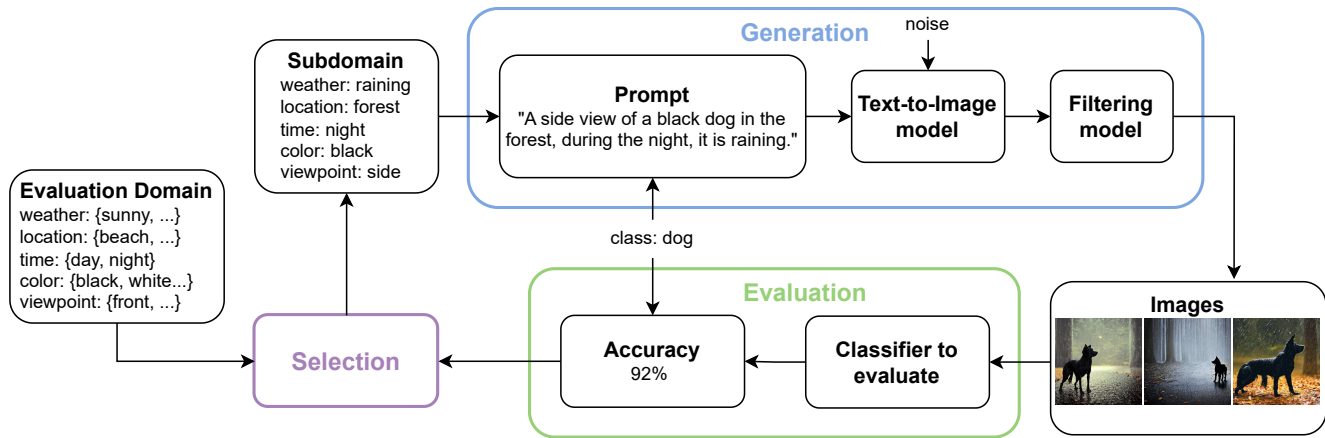 Evaluation Domain
weather: {sunny, ...}
location: {beach, ...}
time: {day, night}
color: {black, white...}
viewpoint: {front, ...}
Subdomain
weather: raining
location: forest
time: night
color: black
viewpoint: side
Generation
Prompt
"A side view of a black dog in the
forest, during the night, it is raining."
noise
Text-to-Image
model
Filtering
model
class: dog
Selection
Evaluation
Accuracy
92%
Classifier to
evaluate
Images